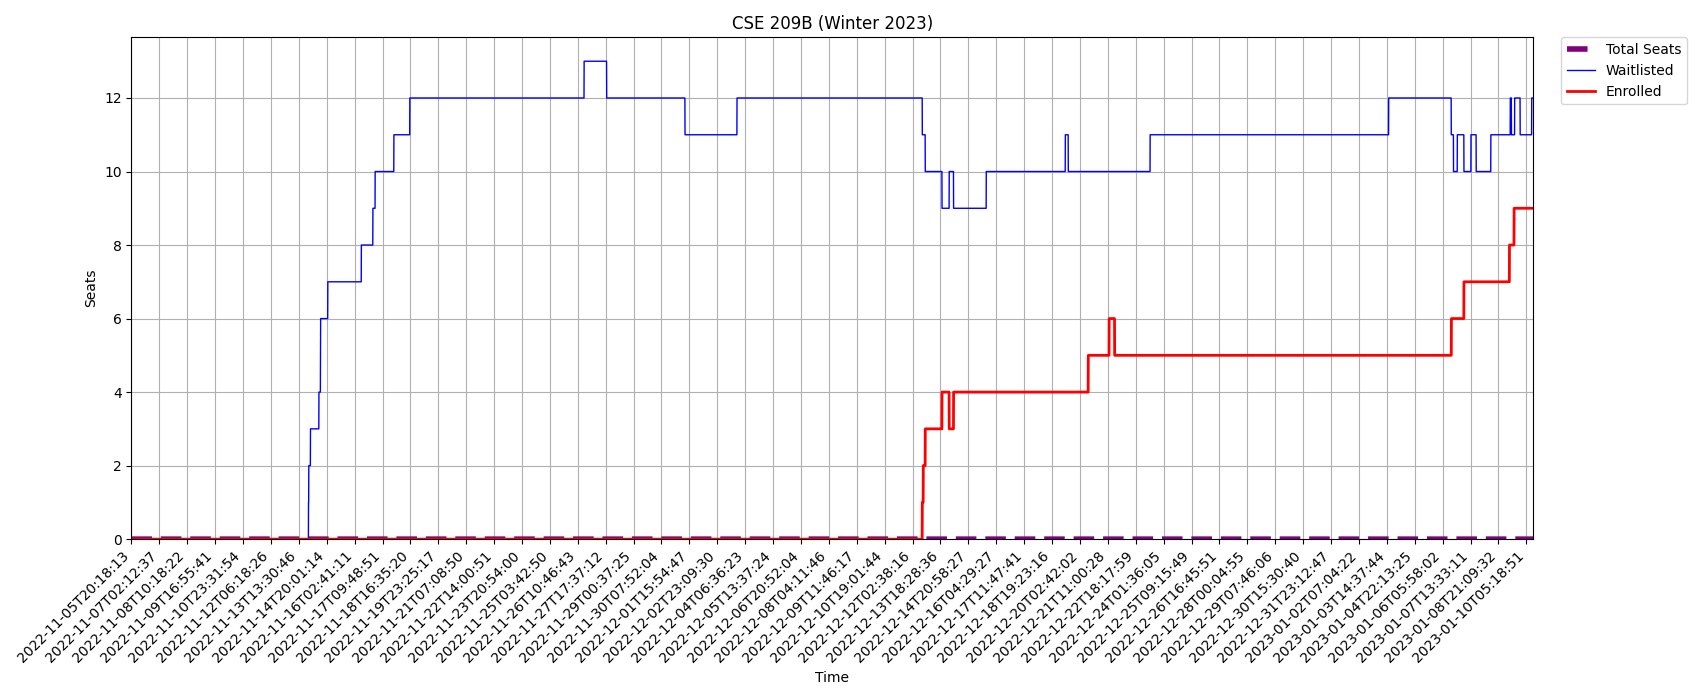 CSE 209B (Winter 2023)
Total Seats
Waitlisted
Enrolled
Seats
12
10
8
6
4
2
0
2022-11-05T20:18:13
2022-11-07T02:12:37
2022-11-08T10:18:22
2022-11-09T16:55:41
2022-11-10T23:31:54
2022-11-12T06:18:26
2022-11-13T13:30:46
2022-11-14T20:01:14
2022-11-16T02:41:11
2022-11-17T09:48:51
2022-11-18T16:35:20
2022-11-19T23:25:17
2022-11-21T07:08:50
2022-11-22T14:00:51
2022-11-23T20:54:00
2022-11-25T03:42:50
2022-11-26T10:46:43
2022-11-27T17:37:12
2022-11-29T00:37:25
2022-11-30T07:52:04
2022-12-01T15:54:47
2022-12-02T23:09:30
2022-12-04T06:36:23
2022-12-05T13:37:24
2022-12-06T20:52:04
2022-12-08T04:11:46
2022-12-09T11:46:17
2022-12-10T19:01:44
2022-12-12T02:38:16
2022-12-13T18:28:36
2022-12-14T20:58:27
2022-12-16T04:29:27
2022-12-17T11:47:41
2022-12-18T19:23:16
2022-12-20T02:42:02
2022-12-21T11:00:28
2022-12-22T18:17:59
2022-12-24T01:36:05
2022-12-25T09:15:49
2022-12-26T16:45:51
2022-12-28T00:04:55
2022-12-29T07:46:06
2022-12-30T15:30:40
2022-12-31T23:12:47
2023-01-02T07:04:22
2023-01-03T14:37:44
2023-01-04T22:13:25
2023-01-06T05:58:02
2023-01-07T13:33:11
2023-01-08T21:09:32
2023-01-10T05:18:51
Time